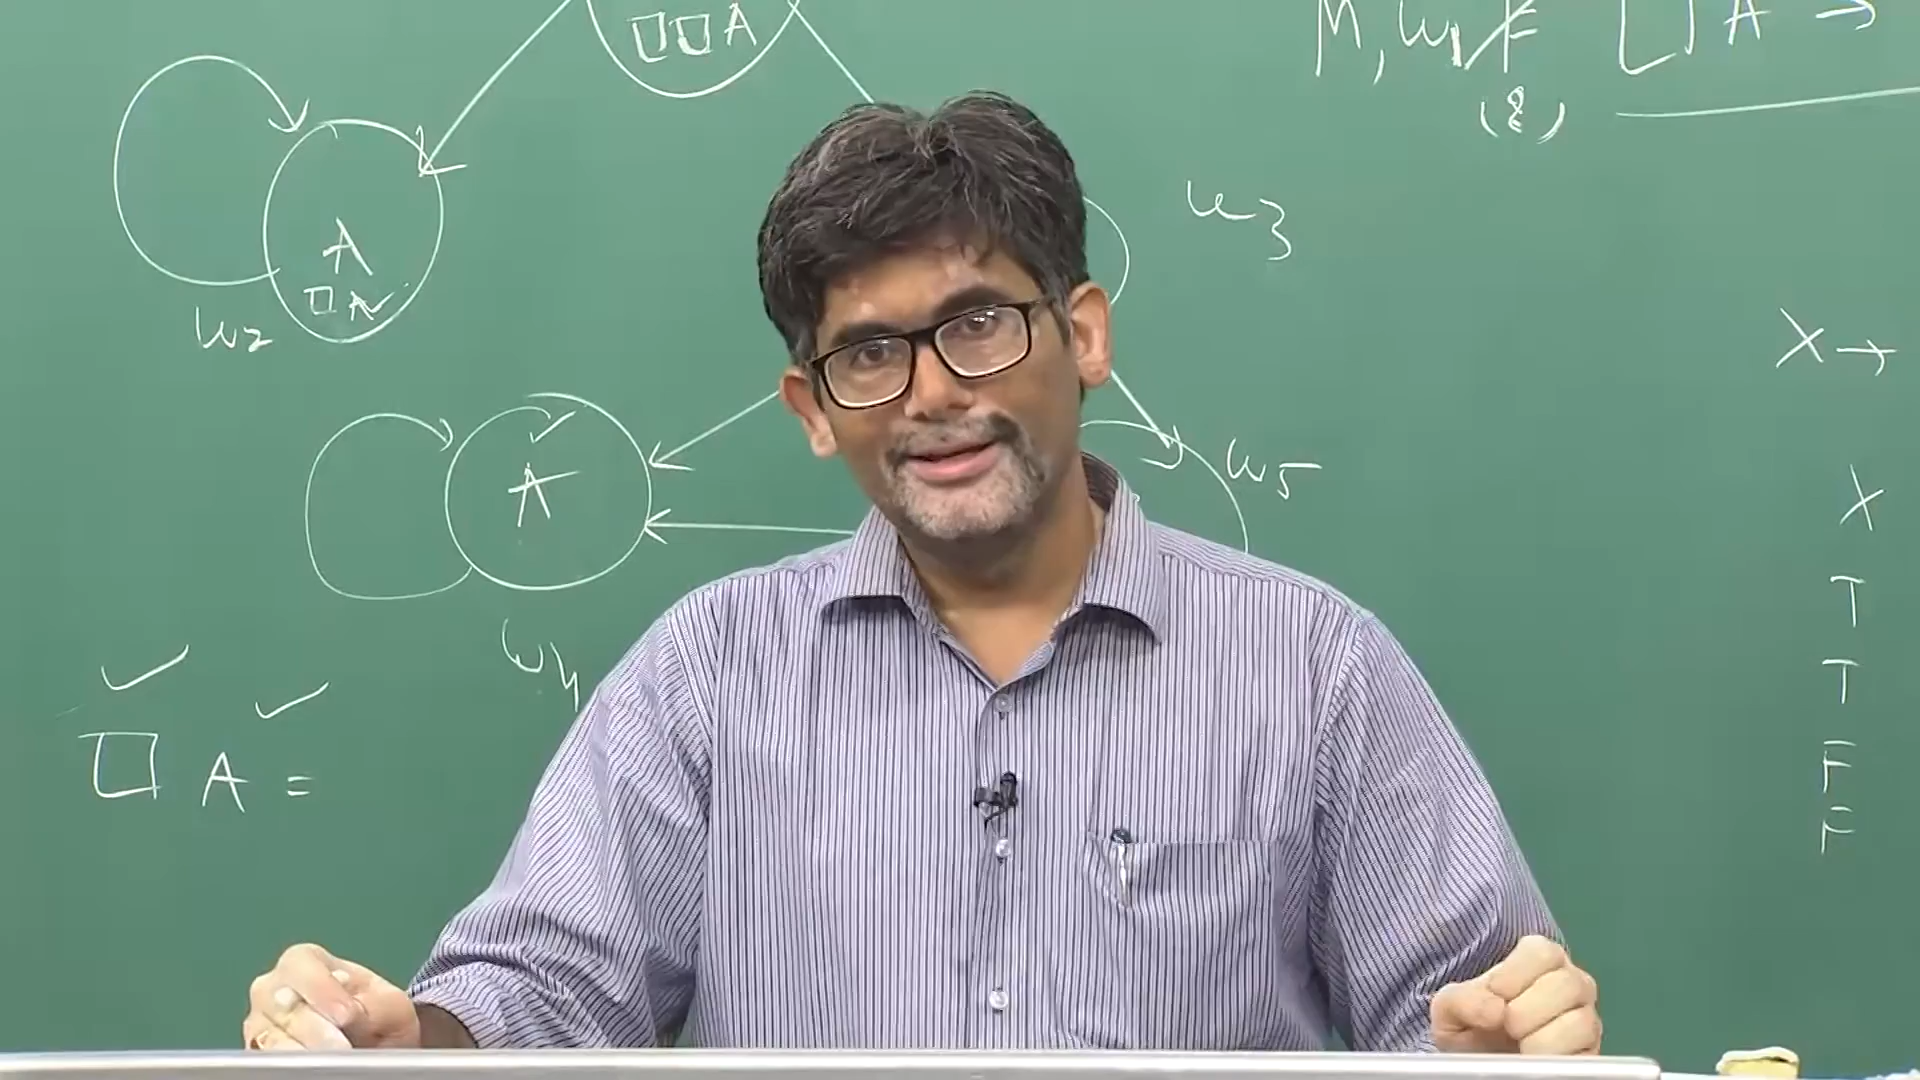 □□A
M, w₁ ⊭ □A →
(8)
w3
A
□A
w2
X →
A
w5
X
T
w4
T
□ A =
F
F